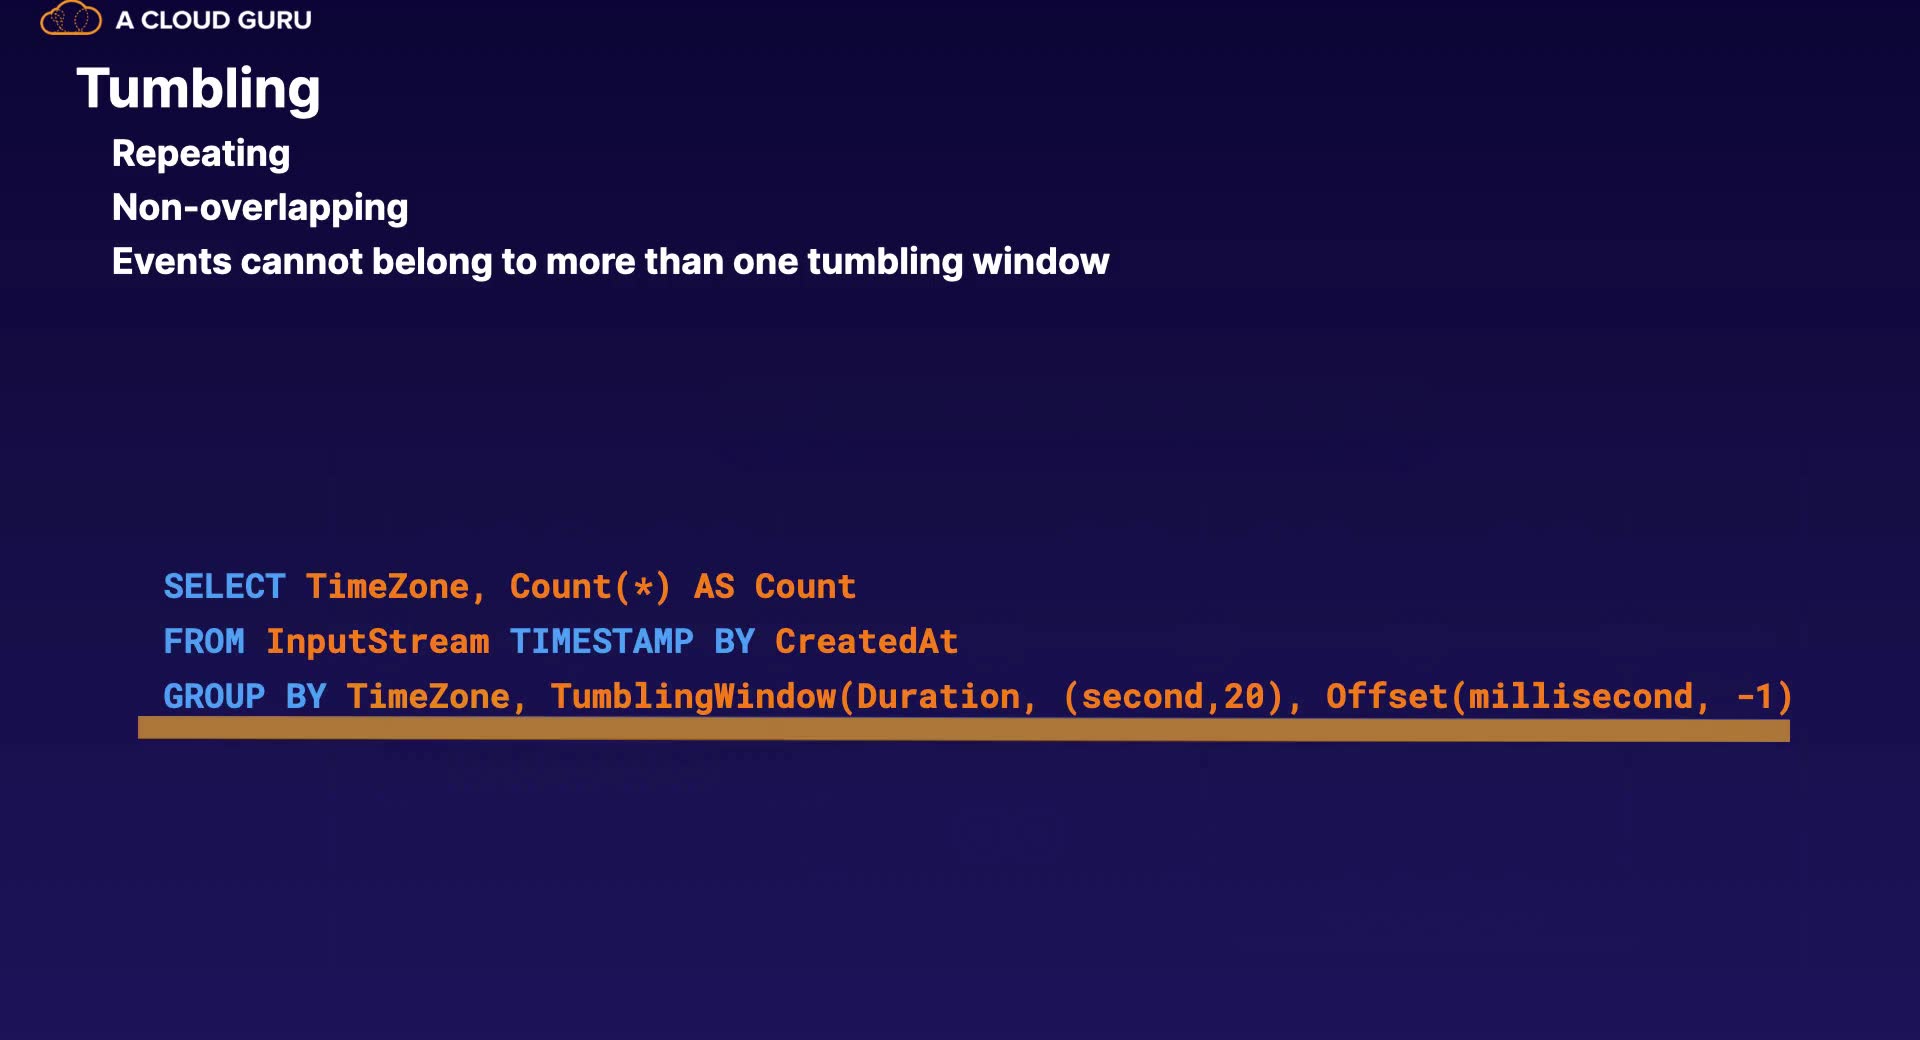 A CLOUD GURU
Tumbling
Repeating
Non-overlapping
Events cannot belong to more than one tumbling window
SELECT TimeZone, Count(*) AS Count
FROM InputStream TIMESTAMP BY CreatedAt
GROUP BY TimeZone, TumblingWindow(Duration, (second,20), Offset(millisecond, -1)